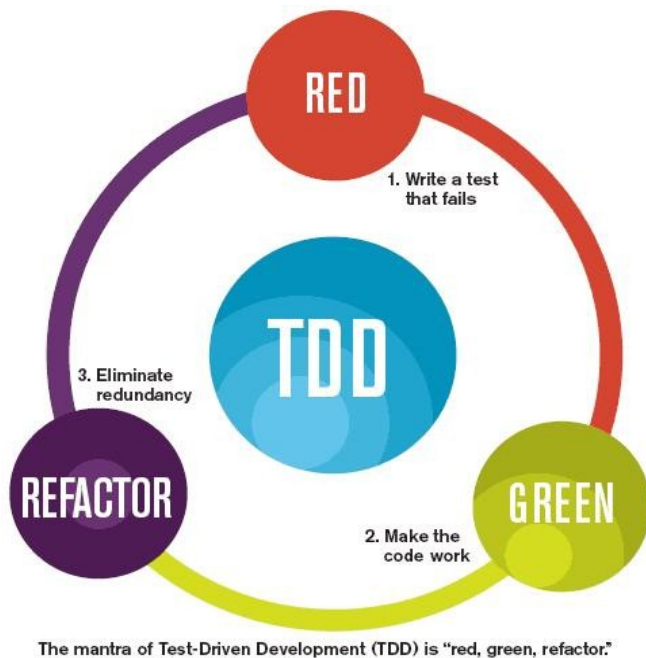 RED
1. Write a test
that fails
TDD
3. Eliminate
redundancy
REFACTOR
GREEN
2. Make the
code work
The mantra of Test-Driven Development (TDD) is “red, green, refactor.”